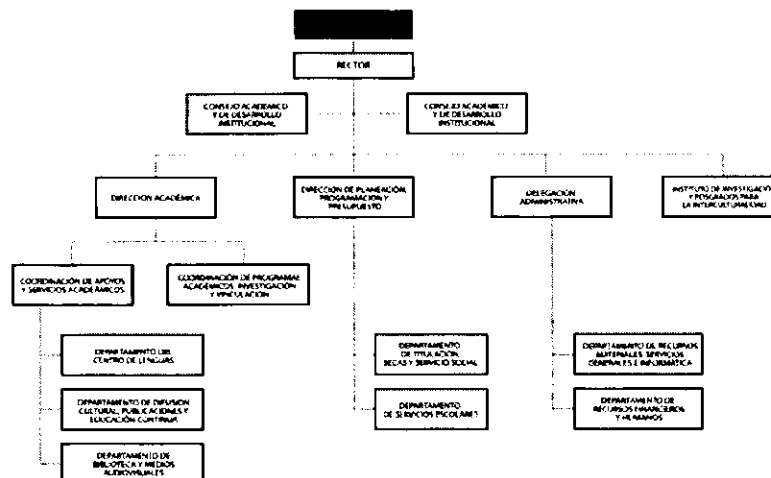 RECTOR
CONSEJO ACADÉMICO
Y DE DESARROLLO
INSTITUCIONAL
CONSEJO ACADÉMICO
Y DE DESARROLLO
INSTITUCIONAL
DIRECCIÓN ACADÉMICA
DIRECCIÓN DE PLANEACIÓN,
PROGRAMACIÓN Y
PRESUPUESTO
DELEGACIÓN
ADMINISTRATIVA
INSTITUTO DE INVESTIGACIÓN
Y POSGRADOS PARA
LA INTERCULTURALIDAD
COORDINACIÓN DE APOYOS
Y SERVICIOS ACADÉMICOS
COORDINACIÓN DE PROGRAMAS
ACADÉMICOS, INVESTIGACIÓN
Y VINCULACIÓN
DEPARTAMENTO DEL
CENTRO DE LENGUAS
DEPARTAMENTO DE DIFUSIÓN
CULTURAL, PUBLICACIONES Y
EDUCACIÓN CONTINUA
DEPARTAMENTO DE
BIBLIOTECA Y MEDIOS
AUDIOVISUALES
DEPARTAMENTO
DE TITULACIÓN,
BECAS Y SERVICIO SOCIAL
DEPARTAMENTO
DE SERVICIOS ESCOLARES
DEPARTAMENTO DE RECURSOS
MATERIALES, SERVICIOS
GENERALES E INFORMÁTICA
DEPARTAMENTO DE
RECURSOS FINANCIEROS
Y HUMANOS